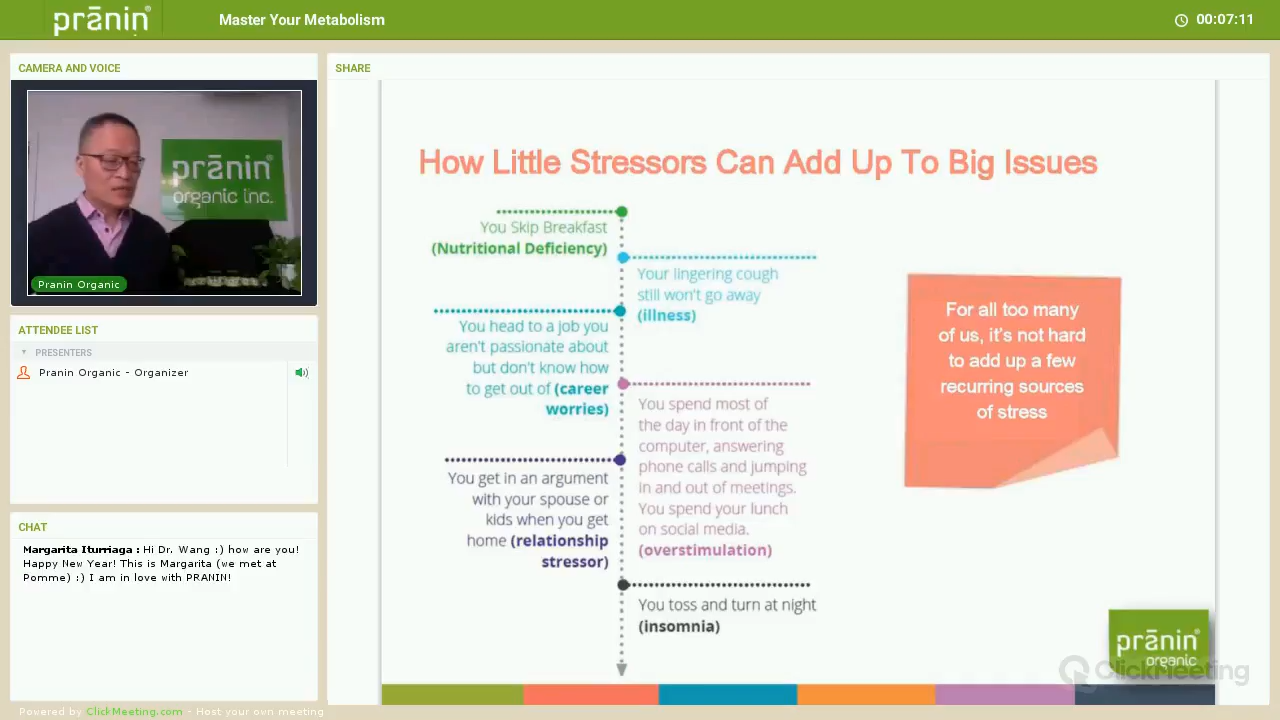 pranin®
Master Your Metabolism
00:07:11
CAMERA AND VOICE
prānin®
organic inc.
Pranin Organic
ATTENDEE LIST
PRESENTERS
Pranin Organic - Organizer
CHAT
Margarita Iturriaga : Hi Dr. Wang :) how are you!
Happy New Year! This is Margarita (we met at
Pomme) :) I am in love with PRANIN!
Powered by ClickMeeting.com - Host your own meeting
SHARE
How Little Stressors Can Add Up To Big Issues
You Skip Breakfast
(Nutritional Deficiency)
Your lingering cough
still won't go away
(illness)
You head to a job you
aren't passionate about
but don't know how
to get out of (career
worries)
You spend most of
the day in front of the
computer, answering
phone calls and jumping
in and out of meetings.
You spend your lunch
on social media.
(overstimulation)
You get in an argument
with your spouse or
kids when you get
home (relationship
stressor)
You toss and turn at night
(insomnia)
For all too many
of us, it's not hard
to add up a few
recurring sources
of stress
prānin®
organic
ClickMeeting